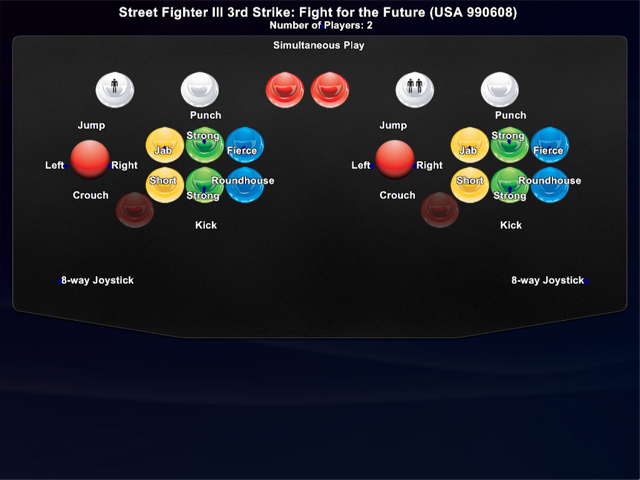 Street Fighter III 3rd Strike: Fight for the Future (USA 990608)
Number of Players: 2
Simultaneous Play
Punch
Punch
Jump
Jump
Strong
Strong
Jab
Fierce
Jab
Fierce
Left
Right
Left
Right
Short
Roundhouse
Short
Roundhouse
Crouch
Strong
Crouch
Strong
Kick
Kick
8-way Joystick
8-way Joystick